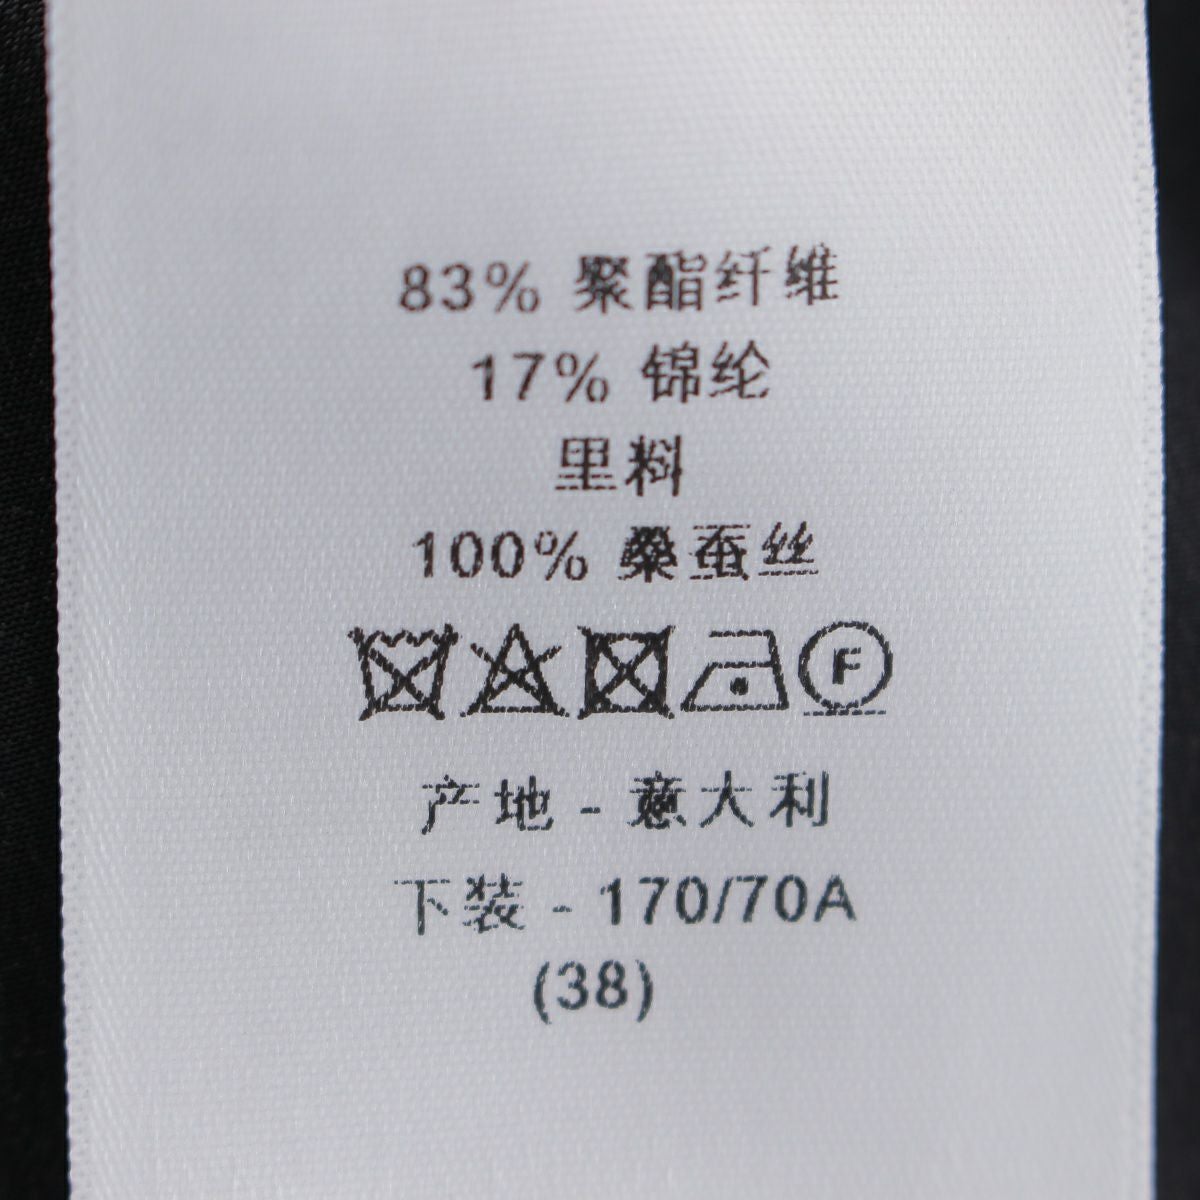 83% 聚酯纤维
17% 锦纶
里料
100% 桑蚕丝
F
产地 - 意大利
下装 - 170/70A
(38)